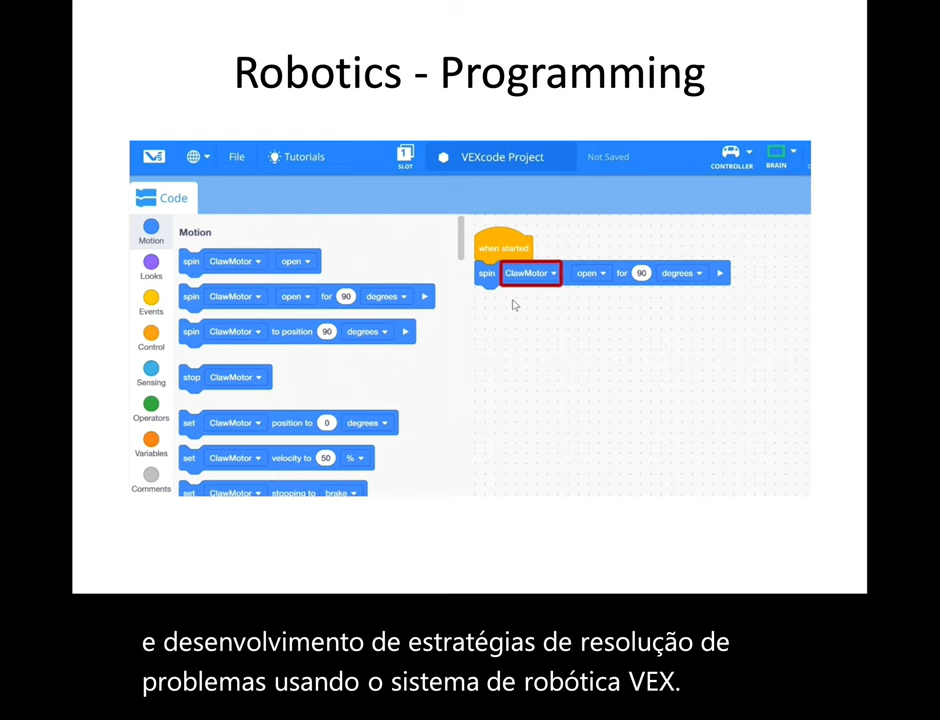 Robotics - Programming
V5 File Tutorials 1 SLOT VEXcode Project Not Saved CONTROLLER BRAIN
Code
Motion
Looks
Events
Control
Sensing
Operators
Variables
Comments
Motion
spin ClawMotor open
spin ClawMotor open for 90 degrees
spin ClawMotor to position 90 degrees
stop ClawMotor
set ClawMotor position to 0 degrees
set ClawMotor velocity to 50 %
set ClawMotor stopping to brake
when started
spin ClawMotor open for 90 degrees
e desenvolvimento de estratégias de resolução de
problemas usando o sistema de robótica VEX.